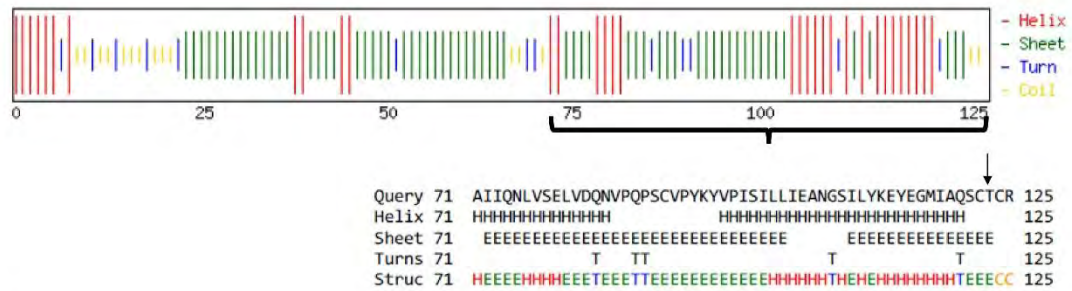 - Helix
- Sheet
- Turn
- Coil
0 25 50 75 100 125
Query 71 AIIQNLVSELVDQNVPQPSCVPYKYVPISILLIEANGSILYKEYEGMIAQSCTCR 125
Helix 71 HHHHHHHHHHHHHH HHHHHHHHHHHHHHHHHHHHHHHHH 125
Sheet 71 EEEEEEEEEEEEEEEEEEEEEEEEEEEEEEE EEEEEEEEEEEEEEE 125
Turns 71 T TT T T 125
Struc 71 HEEEEHHHHEEETEEETTEEEEEEEEEEEEHHHHHHTHEHEHHHHHHHHTEEECC 125